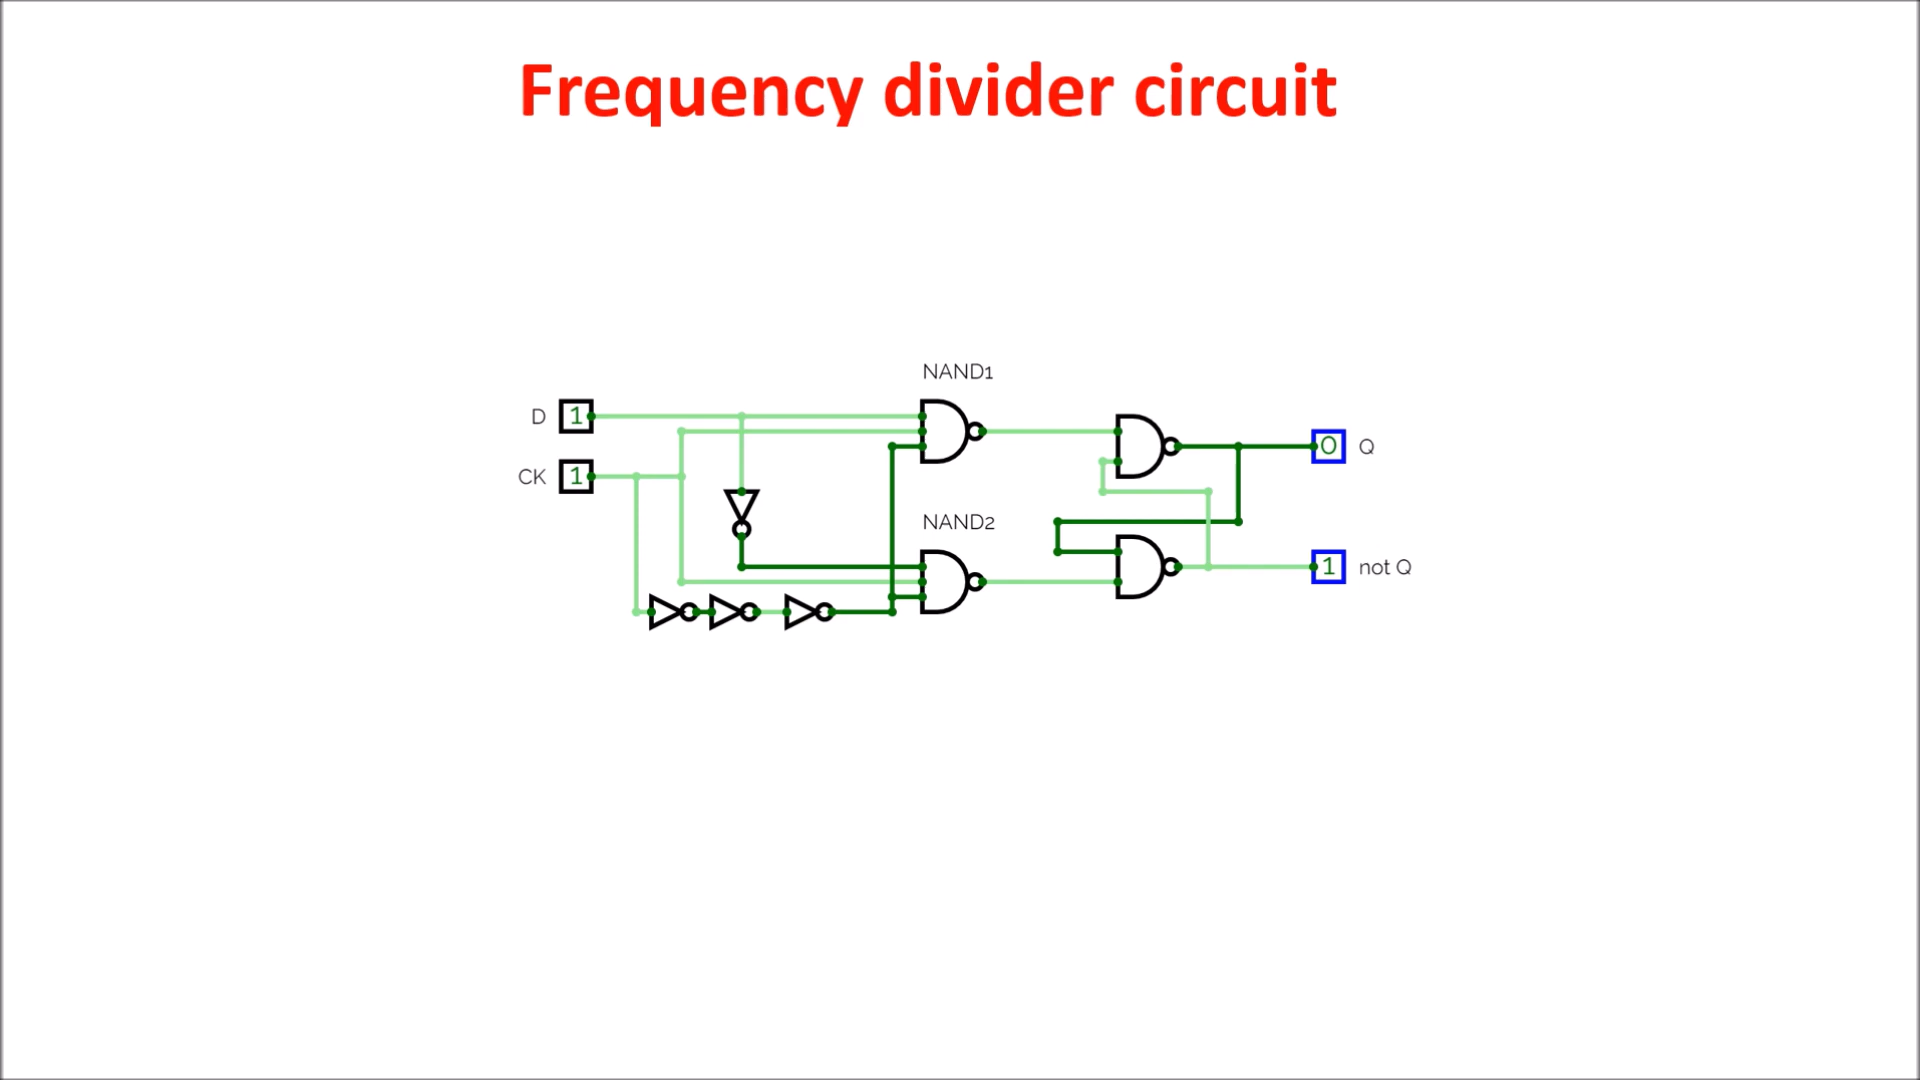 Frequency divider circuit
NAND1
D 1
0 Q
CK 1
NAND2
1 not Q